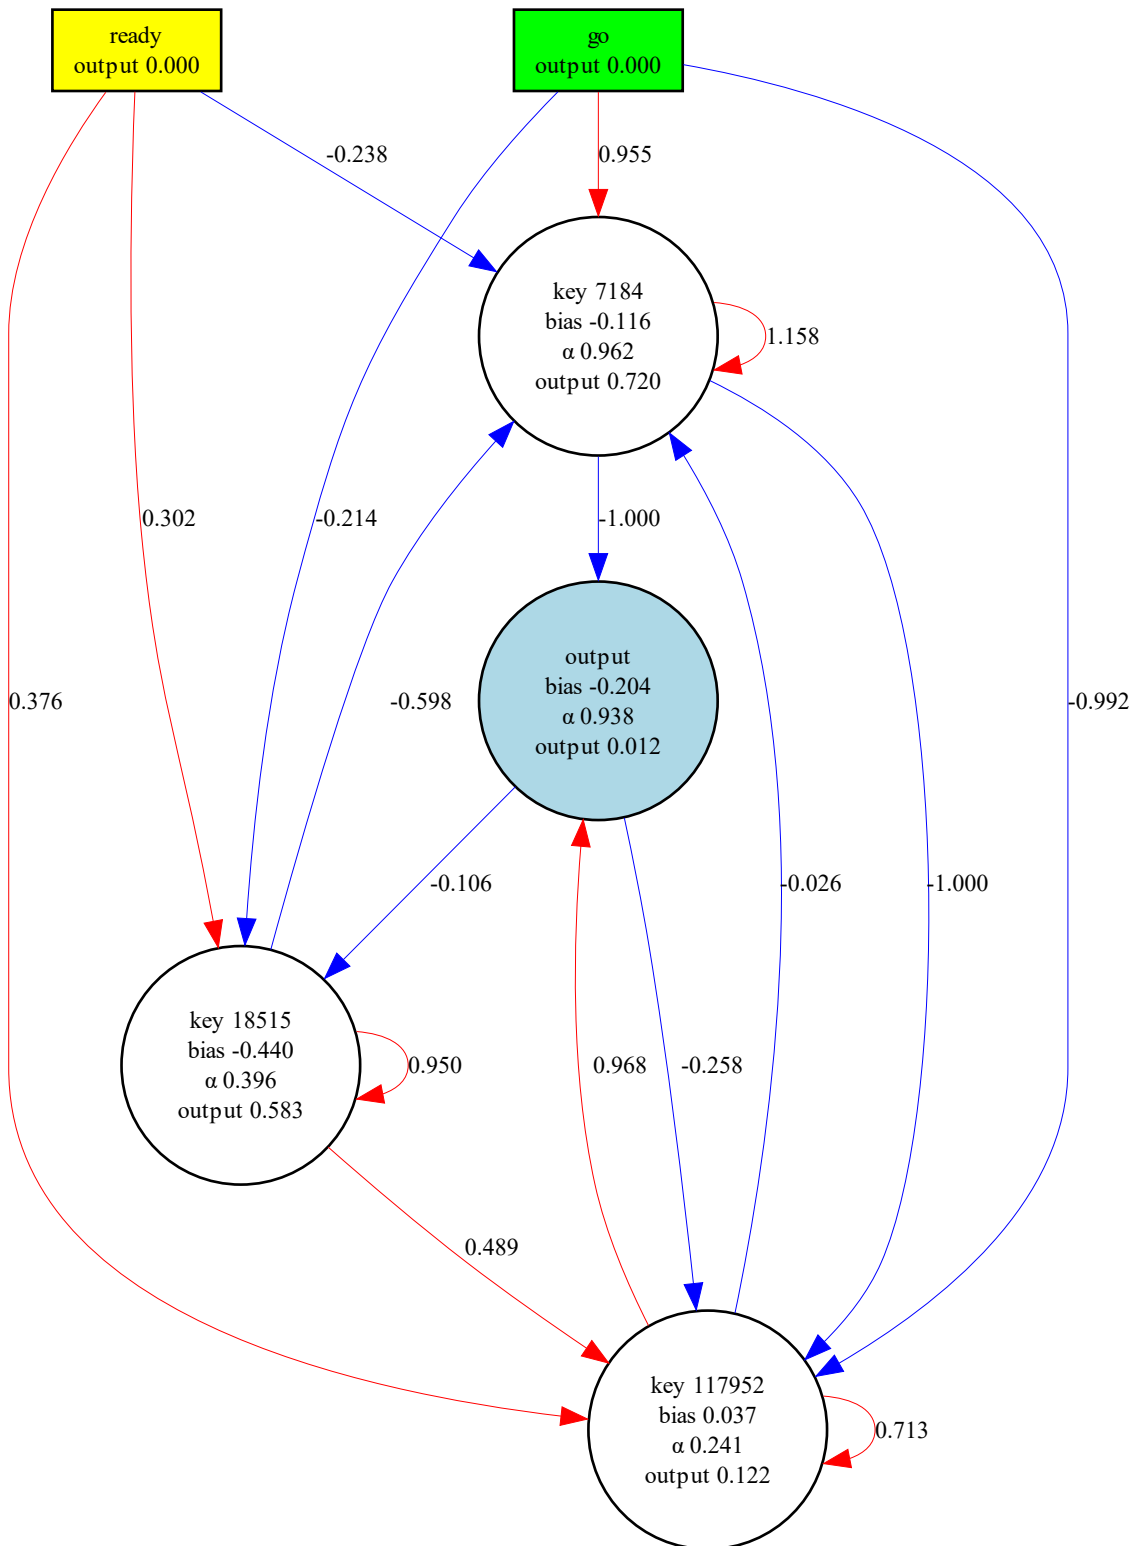 ready
output 0.000
go
output 0.000
-0.238
0.955
key 7184
bias -0.116
α 0.962
output 0.720
1.158
0.302
-0.214
-1.000
output
bias -0.204
α 0.938
output 0.012
0.376
-0.598
-0.992
-0.106
-0.026
-1.000
key 18515
bias -0.440
α 0.396
output 0.583
0.950
0.968
-0.258
0.489
key 117952
bias 0.037
α 0.241
output 0.122
0.713